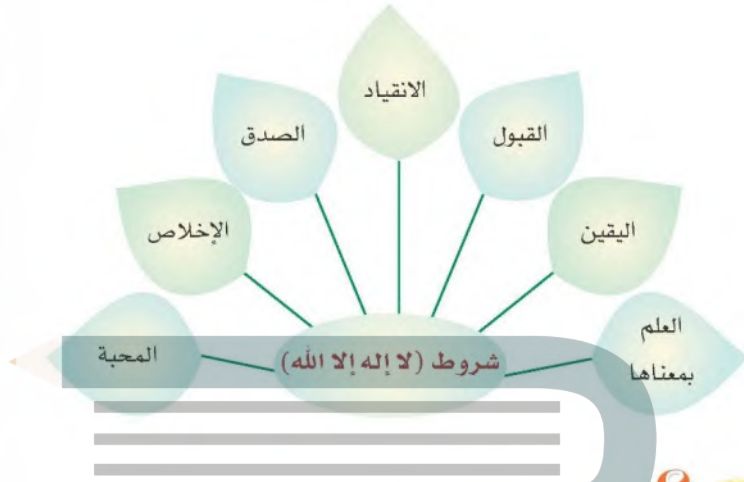 الانقياد
الصدق
القبول
الإخلاص
اليقين
المحبة
شروط (لا إله إلا الله)
العلم
بمعناها